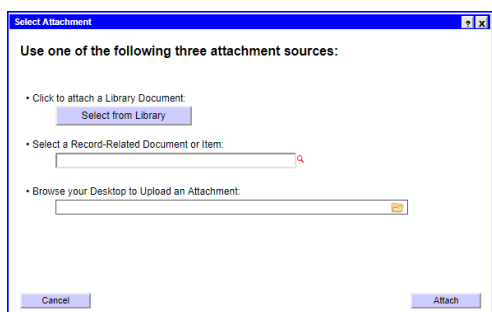 Select Attachment
? x
Use one of the following three attachment sources:
• Click to attach a Library Document:
Select from Library
• Select a Record-Related Document or Item:
• Browse your Desktop to Upload an Attachment:
Cancel Attach